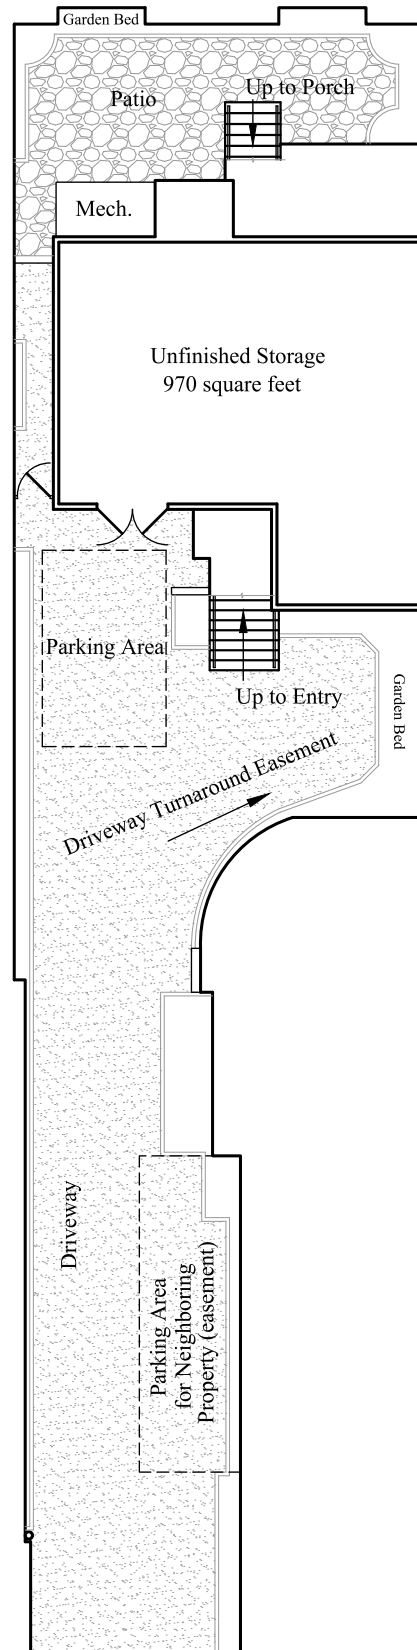 Garden Bed
Up to Porch
Patio
Mech.
Unfinished Storage
970 square feet
Parking Area
Garden Bed
Up to Entry
Driveway Turnaround Easement
Driveway
Parking Area
for Neighboring
Property (easement)